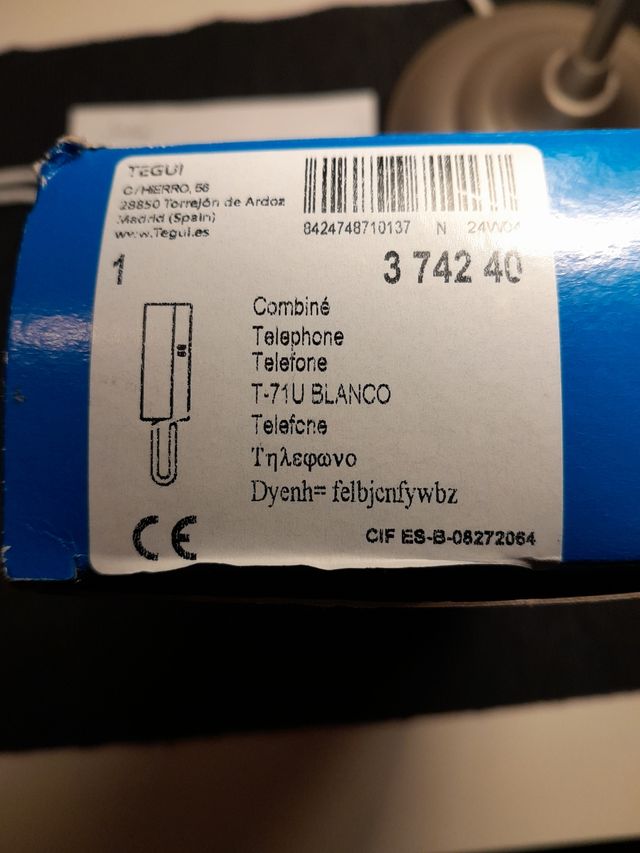 TEGUI
C/HIERRO, 56
28850 Torrejón de Ardoz
Madrid (Spain)
www.Tegui.es
8424748710137 N 24W04
1
3 742 40
Combiné
Telephone
Telefone
T-71U BLANCO
Telefone
Τηλεφωνο
Dyenh= felbjcnfywbz
CE
CIF ES-B-08272064